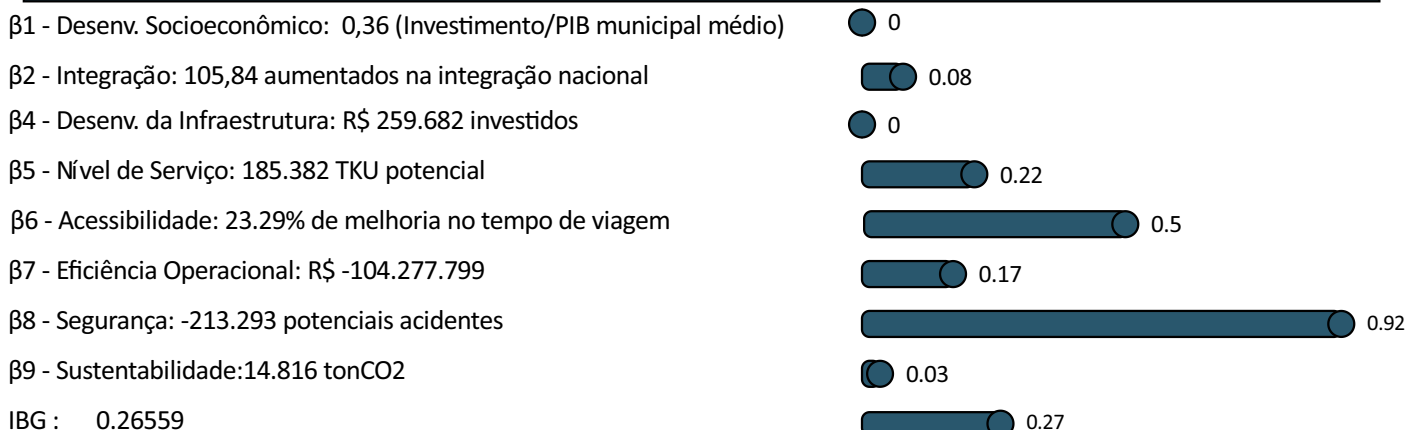 β1 - Desenv. Socioeconômico: 0,36 (Investimento/PIB municipal médio) 0
β2 - Integração: 105,84 aumentados na integração nacional 0.08
β4 - Desenv. da Infraestrutura: R$ 259.682 investidos 0
β5 - Nível de Serviço: 185.382 TKU potencial 0.22
β6 - Acessibilidade: 23.29% de melhoria no tempo de viagem 0.5
β7 - Eficiência Operacional: R$ -104.277.799 0.17
β8 - Segurança: -213.293 potenciais acidentes 0.92
β9 - Sustentabilidade:14.816 tonCO2 0.03
IBG : 0.26559 0.27